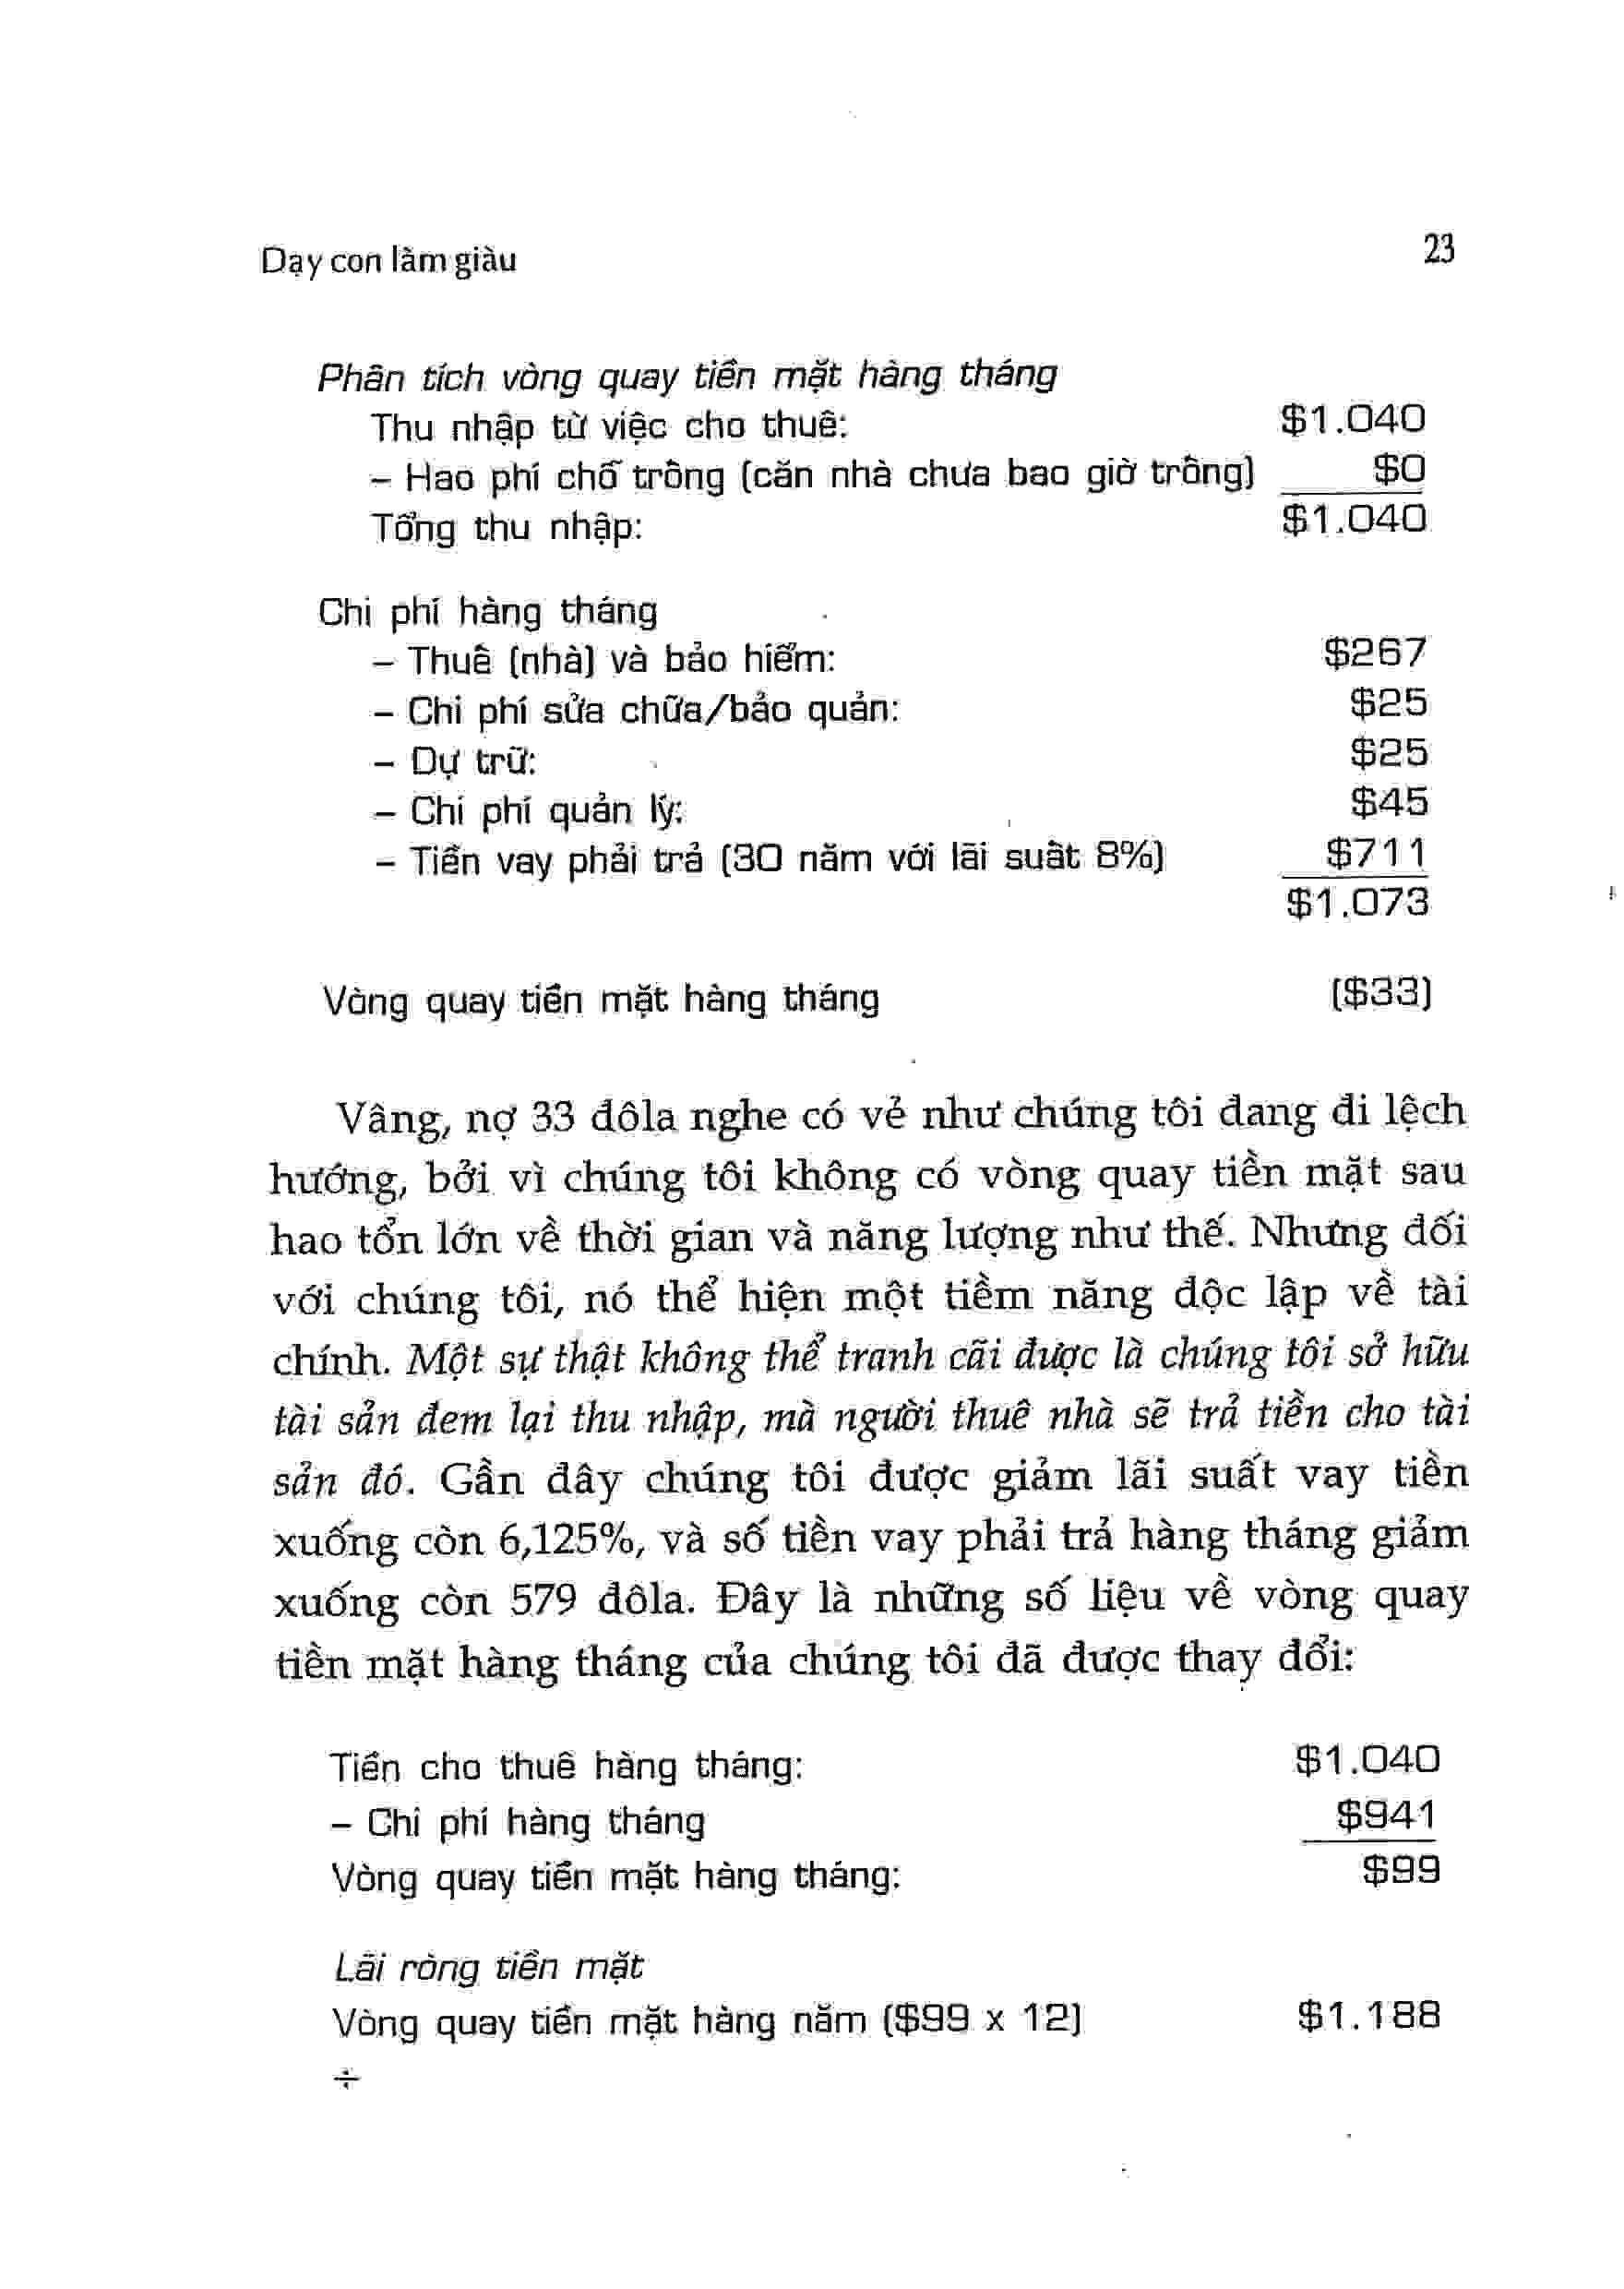 Dạy con làm giàu 23
Phân tích vòng quay tiền mặt hàng tháng
Thu nhập từ việc cho thuê: $1.040
– Hao phí chỗ trống (căn nhà chưa bao giờ trống) $0
Tổng thu nhập: $1.040
Chi phí hàng tháng
– Thuế (nhà) và bảo hiểm: $267
– Chi phí sửa chữa/bảo quản: $25
– Dự trữ: $25
– Chi phí quản lý: $45
– Tiền vay phải trả (30 năm với lãi suất 8%) $711
$1.073
Vòng quay tiền mặt hàng tháng ($33)
Vâng, nợ 33 đôla nghe có vẻ như chúng tôi đang đi lệch
hướng, bởi vì chúng tôi không có vòng quay tiền mặt sau
hao tổn lớn về thời gian và năng lượng như thế. Nhưng đối
với chúng tôi, nó thể hiện một tiềm năng độc lập về tài
chính. Một sự thật không thể tranh cãi được là chúng tôi sở hữu
tài sản đem lại thu nhập, mà người thuê nhà sẽ trả tiền cho tài
sản đó. Gần đây chúng tôi được giảm lãi suất vay tiền
xuống còn 6,125%, và số tiền vay phải trả hàng tháng giảm
xuống còn 579 đôla. Đây là những số liệu về vòng quay
tiền mặt hàng tháng của chúng tôi đã được thay đổi:
Tiền cho thuê hàng tháng: $1.040
– Chi phí hàng tháng $941
Vòng quay tiền mặt hàng tháng: $99
Lãi ròng tiền mặt
Vòng quay tiền mặt hàng năm ($99 x 12) $1.188
÷